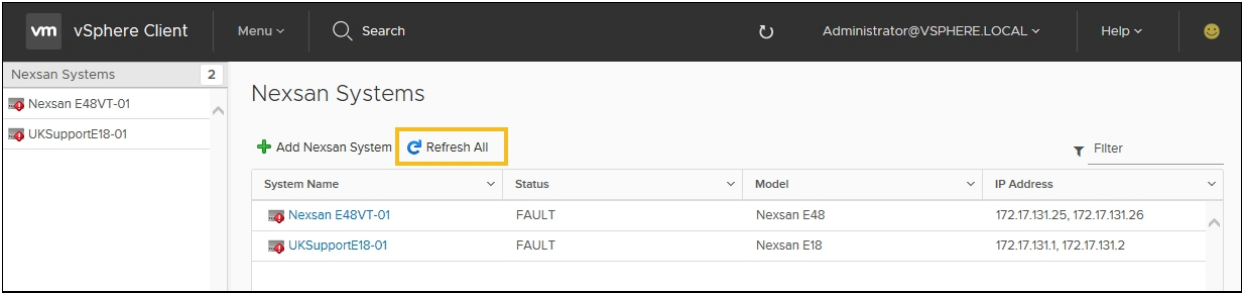 vm vSphere Client Menu Search Administrator@VSPHERE.LOCAL Help
Nexsan Systems 2
Nexsan E48VT-01
UKSupportE18-01
Nexsan Systems
Add Nexsan System Refresh All Filter
System Name Status Model IP Address
Nexsan E48VT-01 FAULT Nexsan E48 172.17.131.25, 172.17.131.26
UKSupportE18-01 FAULT Nexsan E18 172.17.131.1, 172.17.131.2